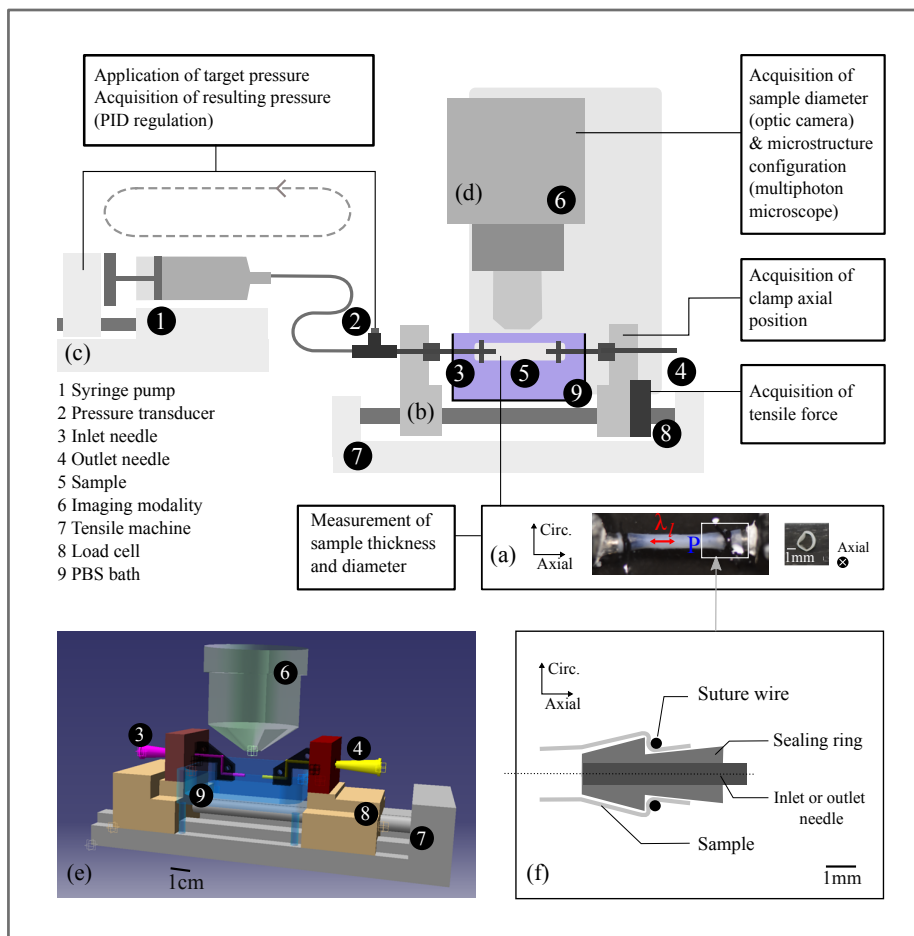 Application of target pressure
Acquisition of resulting pressure
(PID regulation)
Acquisition of
sample diameter
(optic camera)
& microstructure
configuration
(multiphoton
microscope)
(d)
6
Acquisition of
clamp axial
position
1
2
(c)
3
5
9
4
(b)
Acquisition of
tensile force
7
8
1 Syringe pump
2 Pressure transducer
3 Inlet needle
4 Outlet needle
5 Sample
6 Imaging modality
7 Tensile machine
8 Load cell
9 PBS bath
Measurement of
sample thickness
and diameter
(a)
Circ.
Axial
λl
P
1mm
Axial
6
3
4
9
8
7
(e)
1cm
Circ.
Axial
Suture wire
Sealing ring
Inlet or outlet
needle
Sample
(f)
1mm